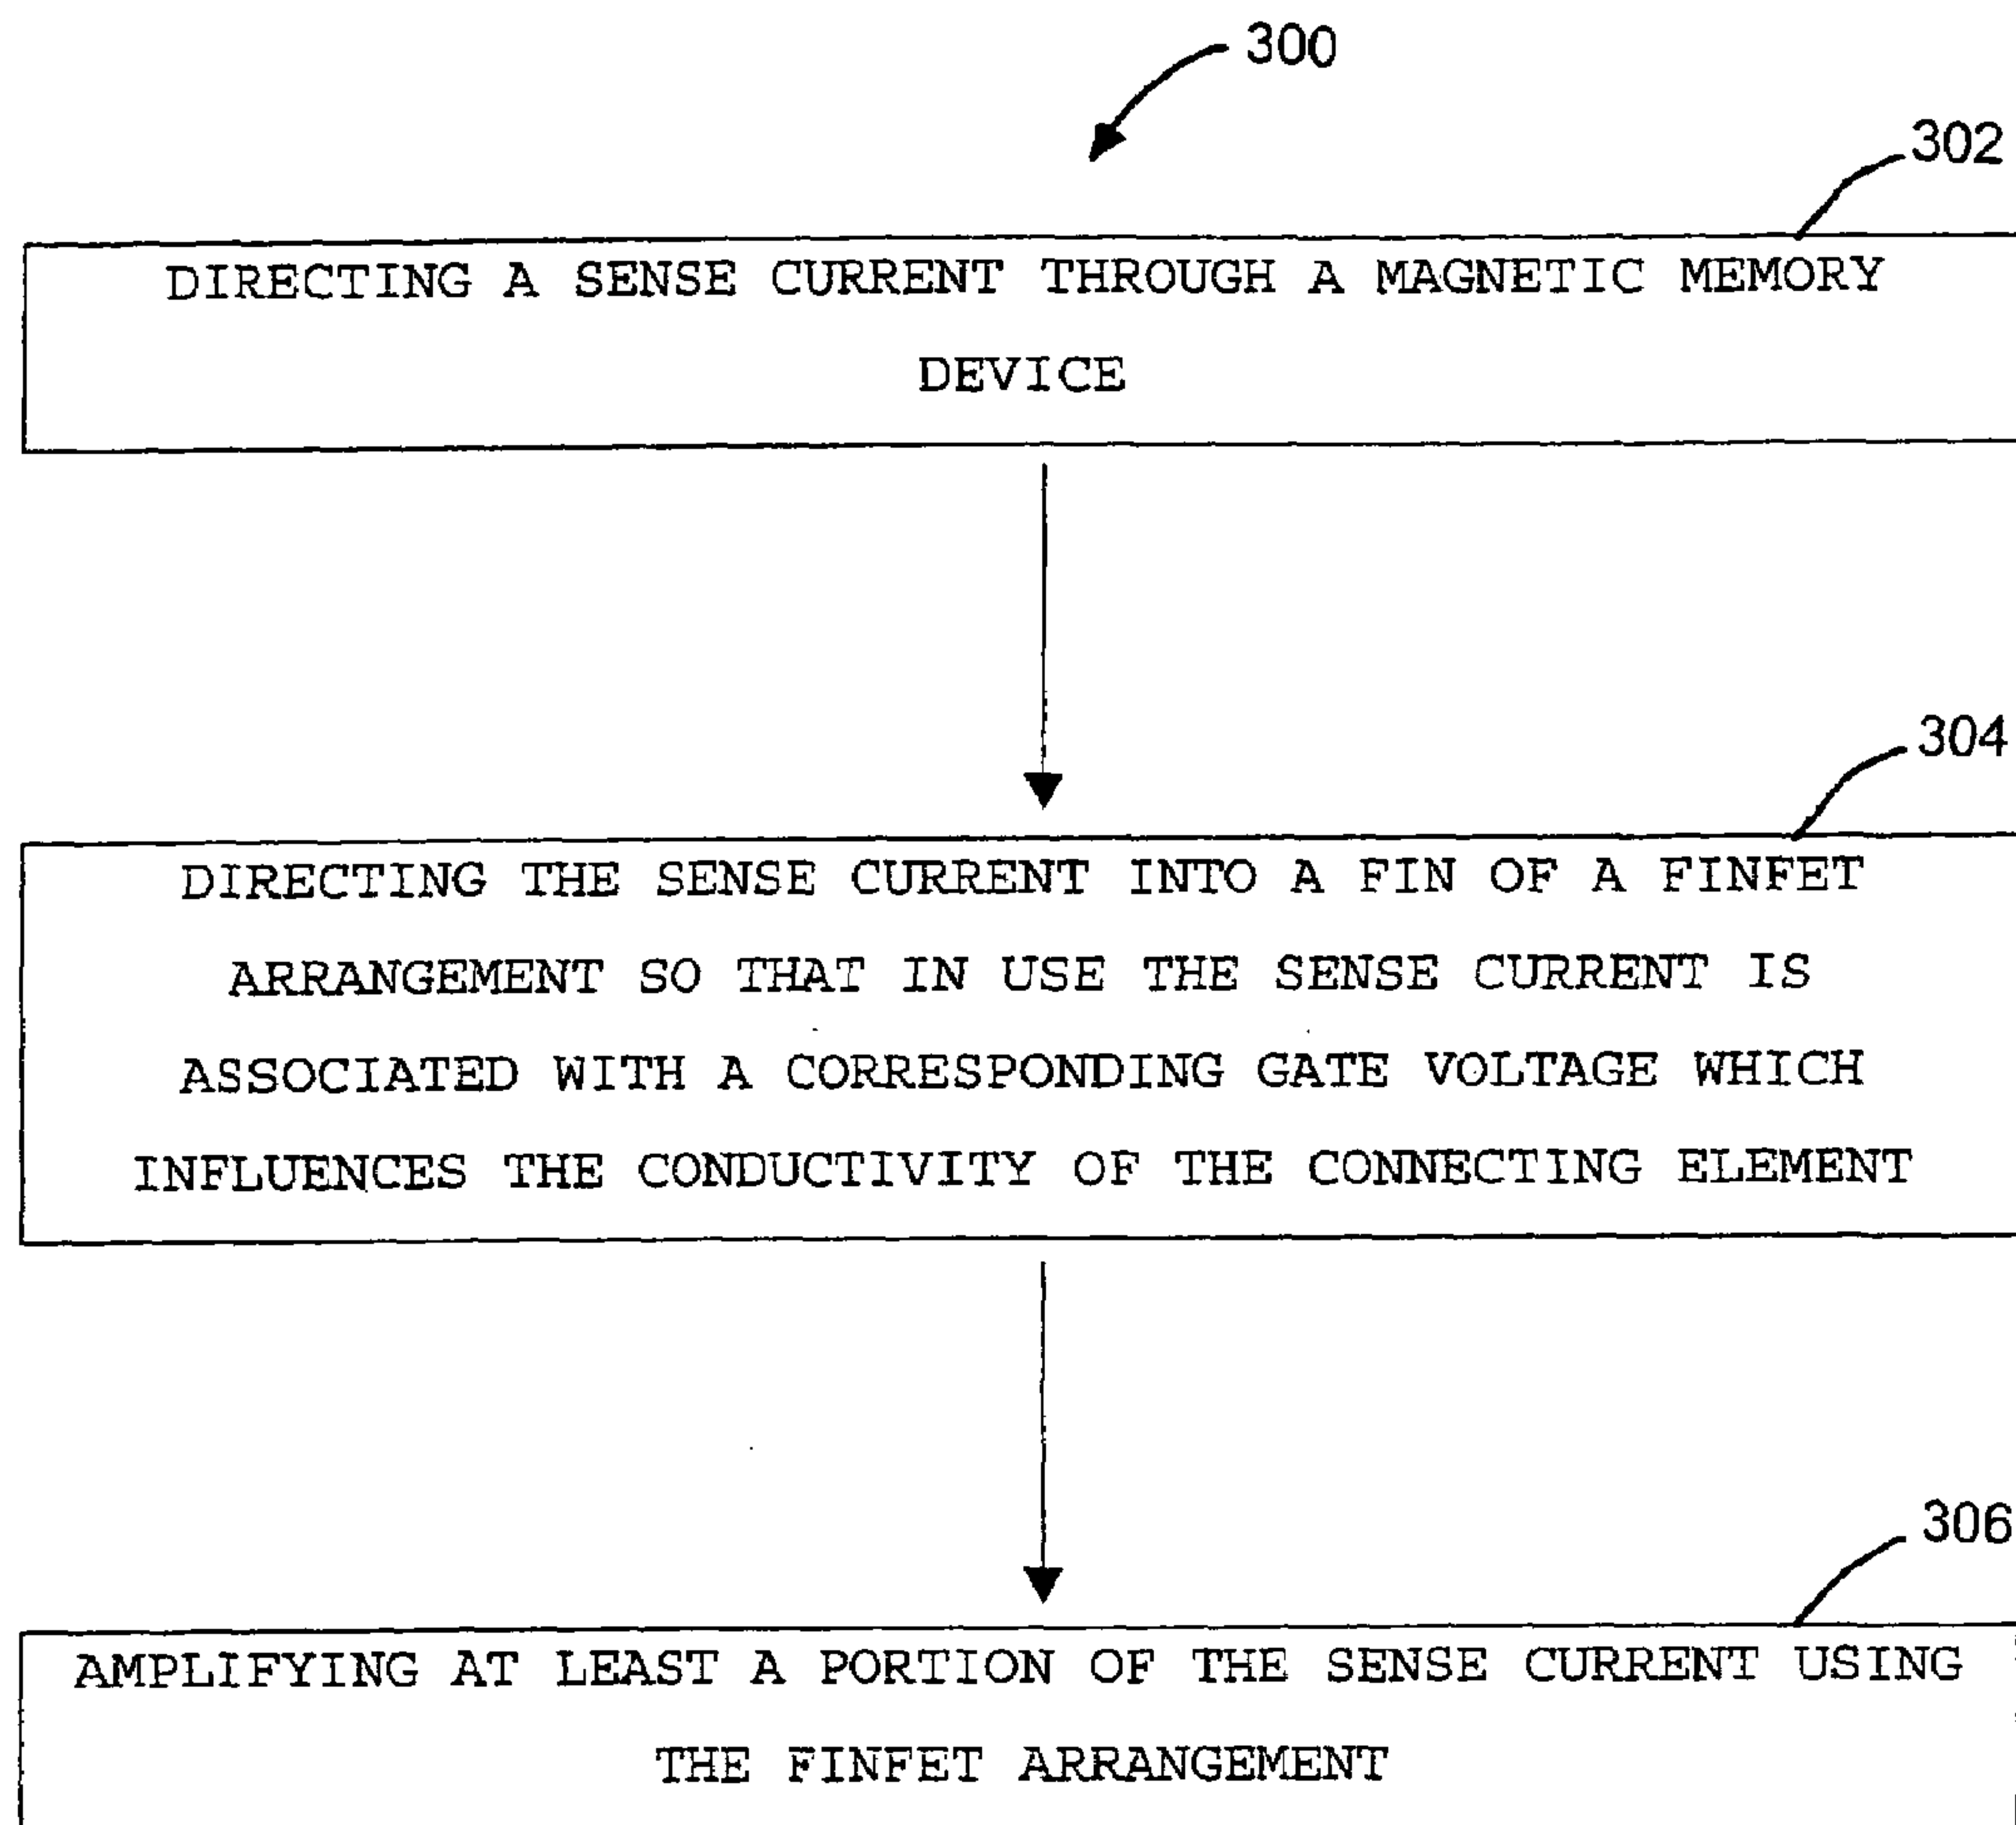 300
302
DIRECTING A SENSE CURRENT THROUGH A MAGNETIC MEMORY
DEVICE
304
DIRECTING THE SENSE CURRENT INTO A FIN OF A FINFET
ARRANGEMENT SO THAT IN USE THE SENSE CURRENT IS
ASSOCIATED WITH A CORRESPONDING GATE VOLTAGE WHICH
INFLUENCES THE CONDUCTIVITY OF THE CONNECTING ELEMENT
306
AMPLIFYING AT LEAST A PORTION OF THE SENSE CURRENT USING
THE FINFET ARRANGEMENT